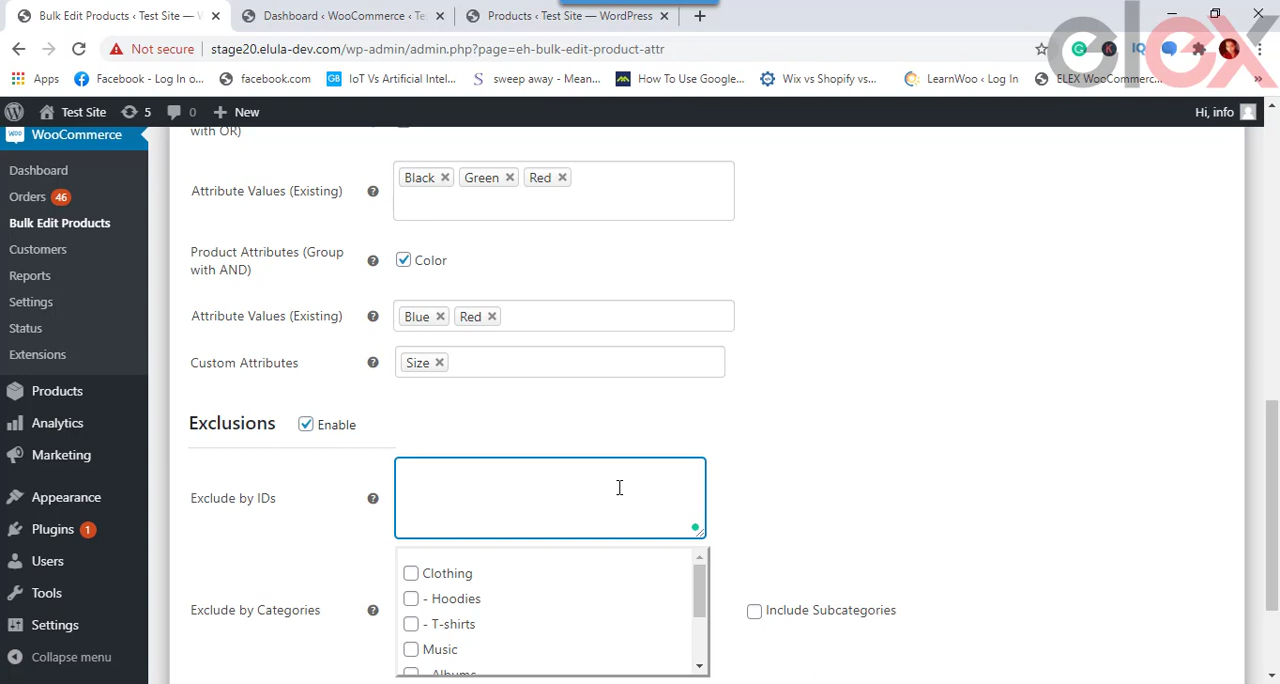 Bulk Edit Products ‹ Test Site — W
Dashboard ‹ WooCommerce ‹ Test
Products ‹ Test Site — WordPress
Not secure
stage20.elula-dev.com/wp-admin/admin.php?page=eh-bulk-edit-product-attr
elex
Apps
Facebook - Log In o...
facebook.com
IoT Vs Artificial Intel...
sweep away - Mean...
How To Use Google...
Wix vs Shopify vs...
LearnWoo ‹ Log In
ELEX WooCommerc...
Test Site
5
0
New
Hi, info
WooCommerce
Dashboard
Orders 46
Bulk Edit Products
Customers
Reports
Settings
Status
Extensions
Products
Analytics
Marketing
Appearance
Plugins 1
Users
Tools
Settings
Collapse menu
with OR)
Attribute Values (Existing)
Black Green Red
Product Attributes (Group
with AND)
Color
Attribute Values (Existing)
Blue Red
Custom Attributes
Size
Exclusions
Enable
Exclude by IDs
Exclude by Categories
Clothing
- Hoodies
- T-shirts
Music
- Albums
Include Subcategories